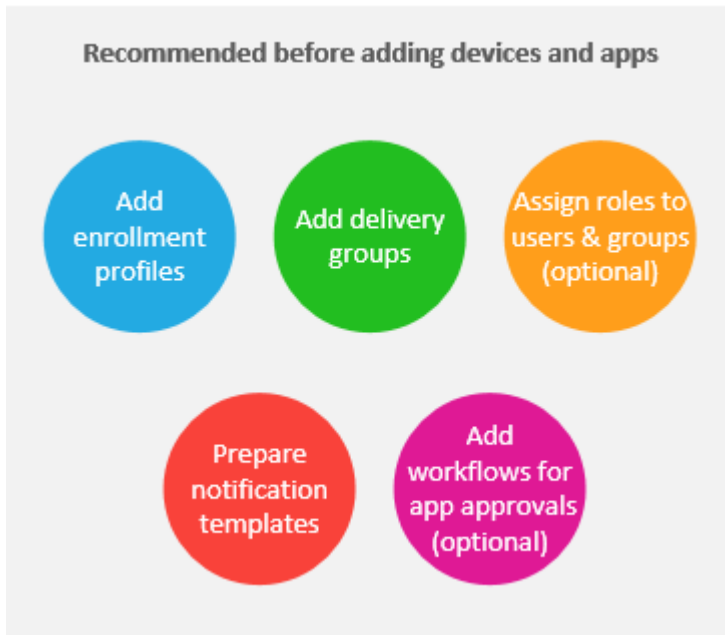 Recommended before adding devices and apps
Add
enrollment
profiles
Add delivery
groups
Assign roles to
users & groups
(optional)
Prepare
notification
templates
Add
workflows for
app approvals
(optional)